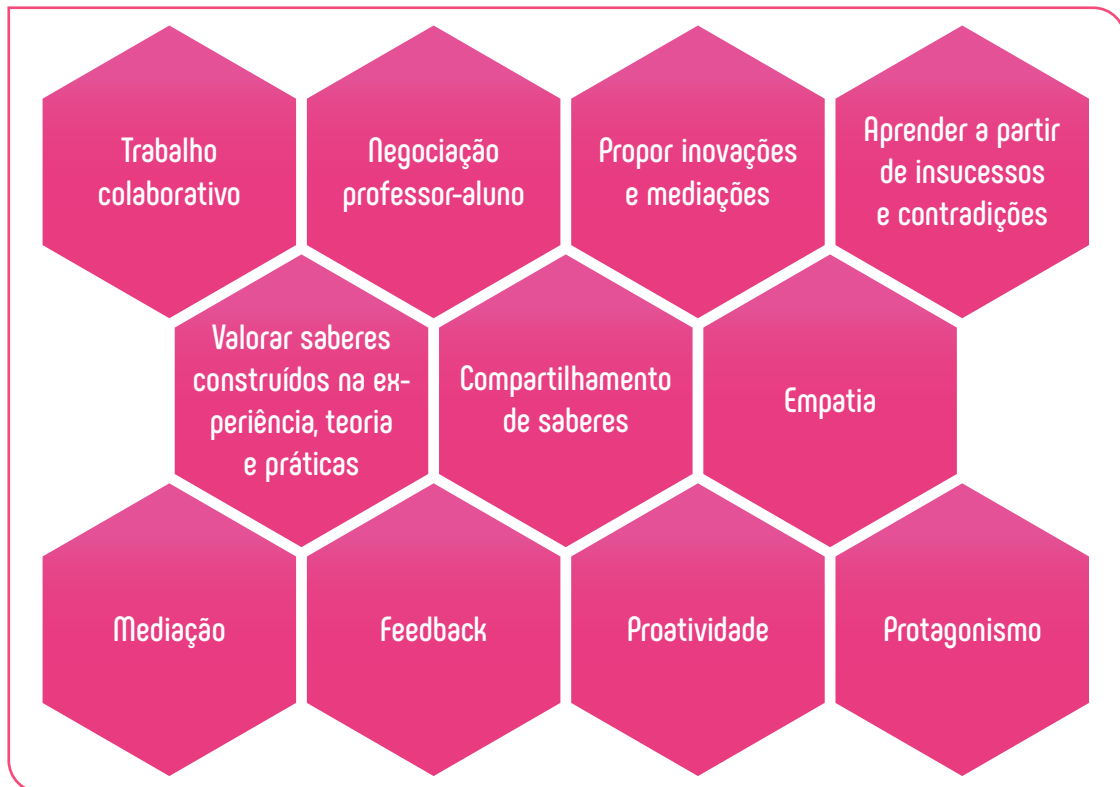 Trabalho
colaborativo
Negociação
professor-aluno
Propor inovações
e mediações
Aprender a partir
de insucessos
e contradições
Valorar saberes
construídos na ex-
periência, teoria
e práticas
Compartilhamento
de saberes
Empatia
Mediação
Feedback
Proatividade
Protagonismo